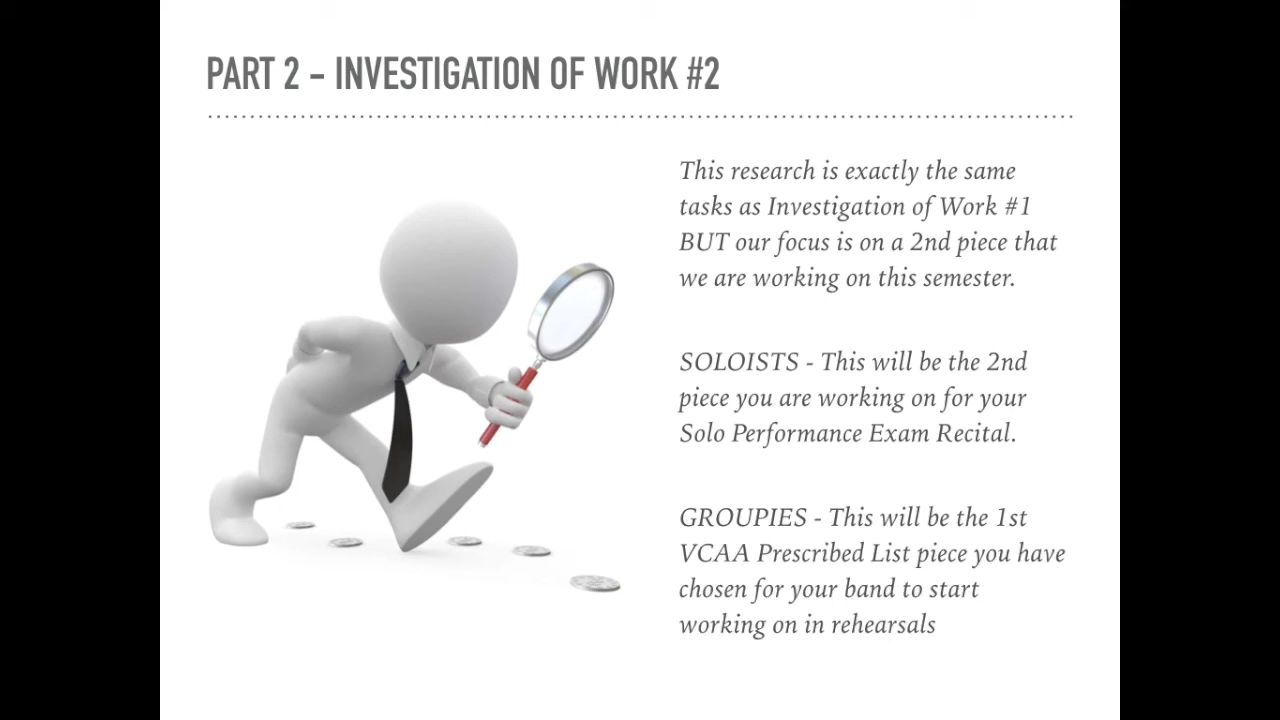 PART 2 - INVESTIGATION OF WORK #2
This research is exactly the same
tasks as Investigation of Work #1
BUT our focus is on a 2nd piece that
we are working on this semester.
SOLOISTS - This will be the 2nd
piece you are working on for your
Solo Performance Exam Recital.
GROUPIES - This will be the 1st
VCAA Prescribed List piece you have
chosen for your band to start
working on in rehearsals